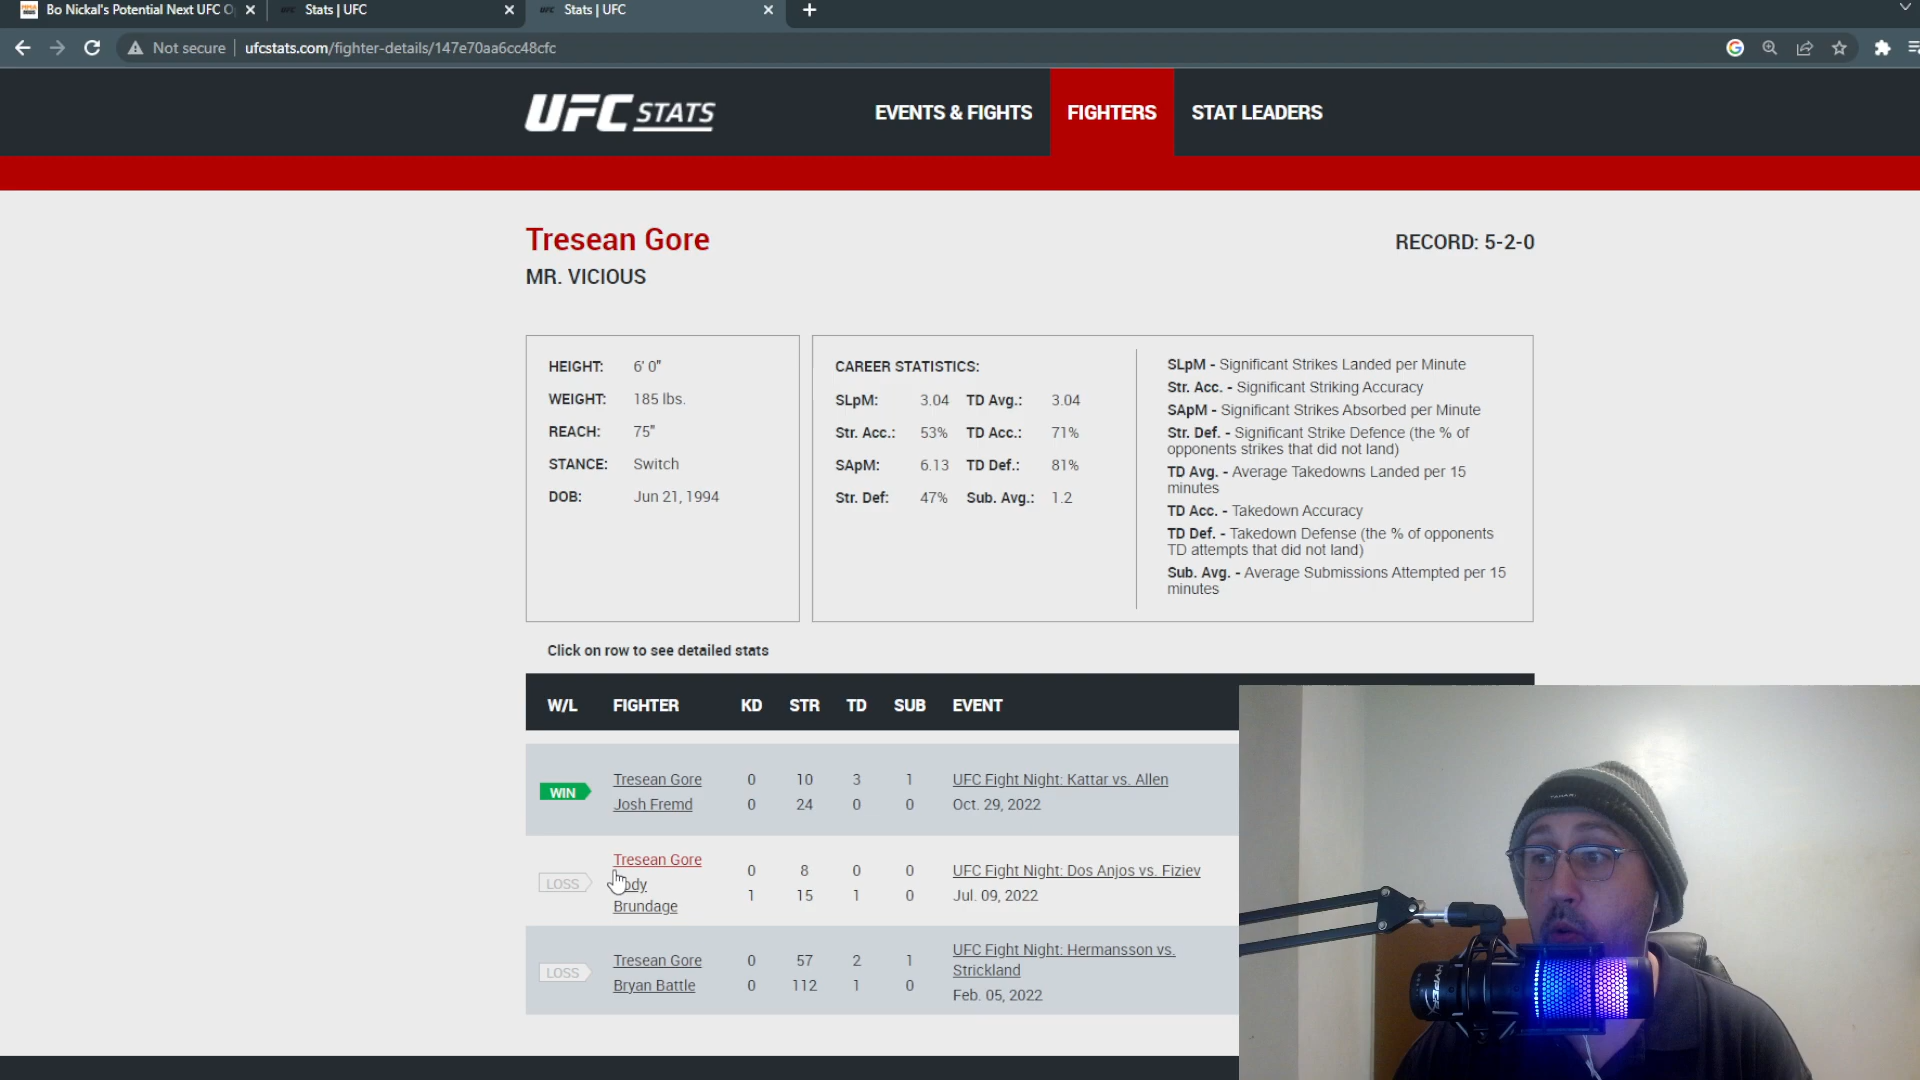 Bo Nickal's Potential Next UFC O
Stats | UFC
Stats | UFC
Not secure
ufcstats.com/fighter-details/147e70aa6cc48cfc
UFC STATS
EVENTS & FIGHTS
FIGHTERS
STAT LEADERS
Tresean Gore
RECORD: 5-2-0
MR. VICIOUS
HEIGHT: 6' 0"
WEIGHT: 185 lbs.
REACH: 75"
STANCE: Switch
DOB: Jun 21, 1994
CAREER STATISTICS:
SLpM: 3.04 TD Avg.: 3.04
Str. Acc.: 53% TD Acc.: 71%
SApM: 6.13 TD Def.: 81%
Str. Def: 47% Sub. Avg.: 1.2
SLpM - Significant Strikes Landed per Minute
Str. Acc. - Significant Striking Accuracy
SApM - Significant Strikes Absorbed per Minute
Str. Def. - Significant Strike Defence (the % of
opponents strikes that did not land)
TD Avg. - Average Takedowns Landed per 15
minutes
TD Acc. - Takedown Accuracy
TD Def. - Takedown Defense (the % of opponents
TD attempts that did not land)
Sub. Avg. - Average Submissions Attempted per 15
minutes
Click on row to see detailed stats
W/L FIGHTER KD STR TD SUB EVENT
WIN
Tresean Gore 0 10 3 1 UFC Fight Night: Kattar vs. Allen
Josh Fremd 0 24 0 0 Oct. 29, 2022
LOSS
Tresean Gore 0 8 0 0 UFC Fight Night: Dos Anjos vs. Fiziev
ody 1 15 1 0 Jul. 09, 2022
Brundage
LOSS
Tresean Gore 0 57 2 1 UFC Fight Night: Hermansson vs.
Strickland
Bryan Battle 0 112 1 0 Feb. 05, 2022
HYPERX